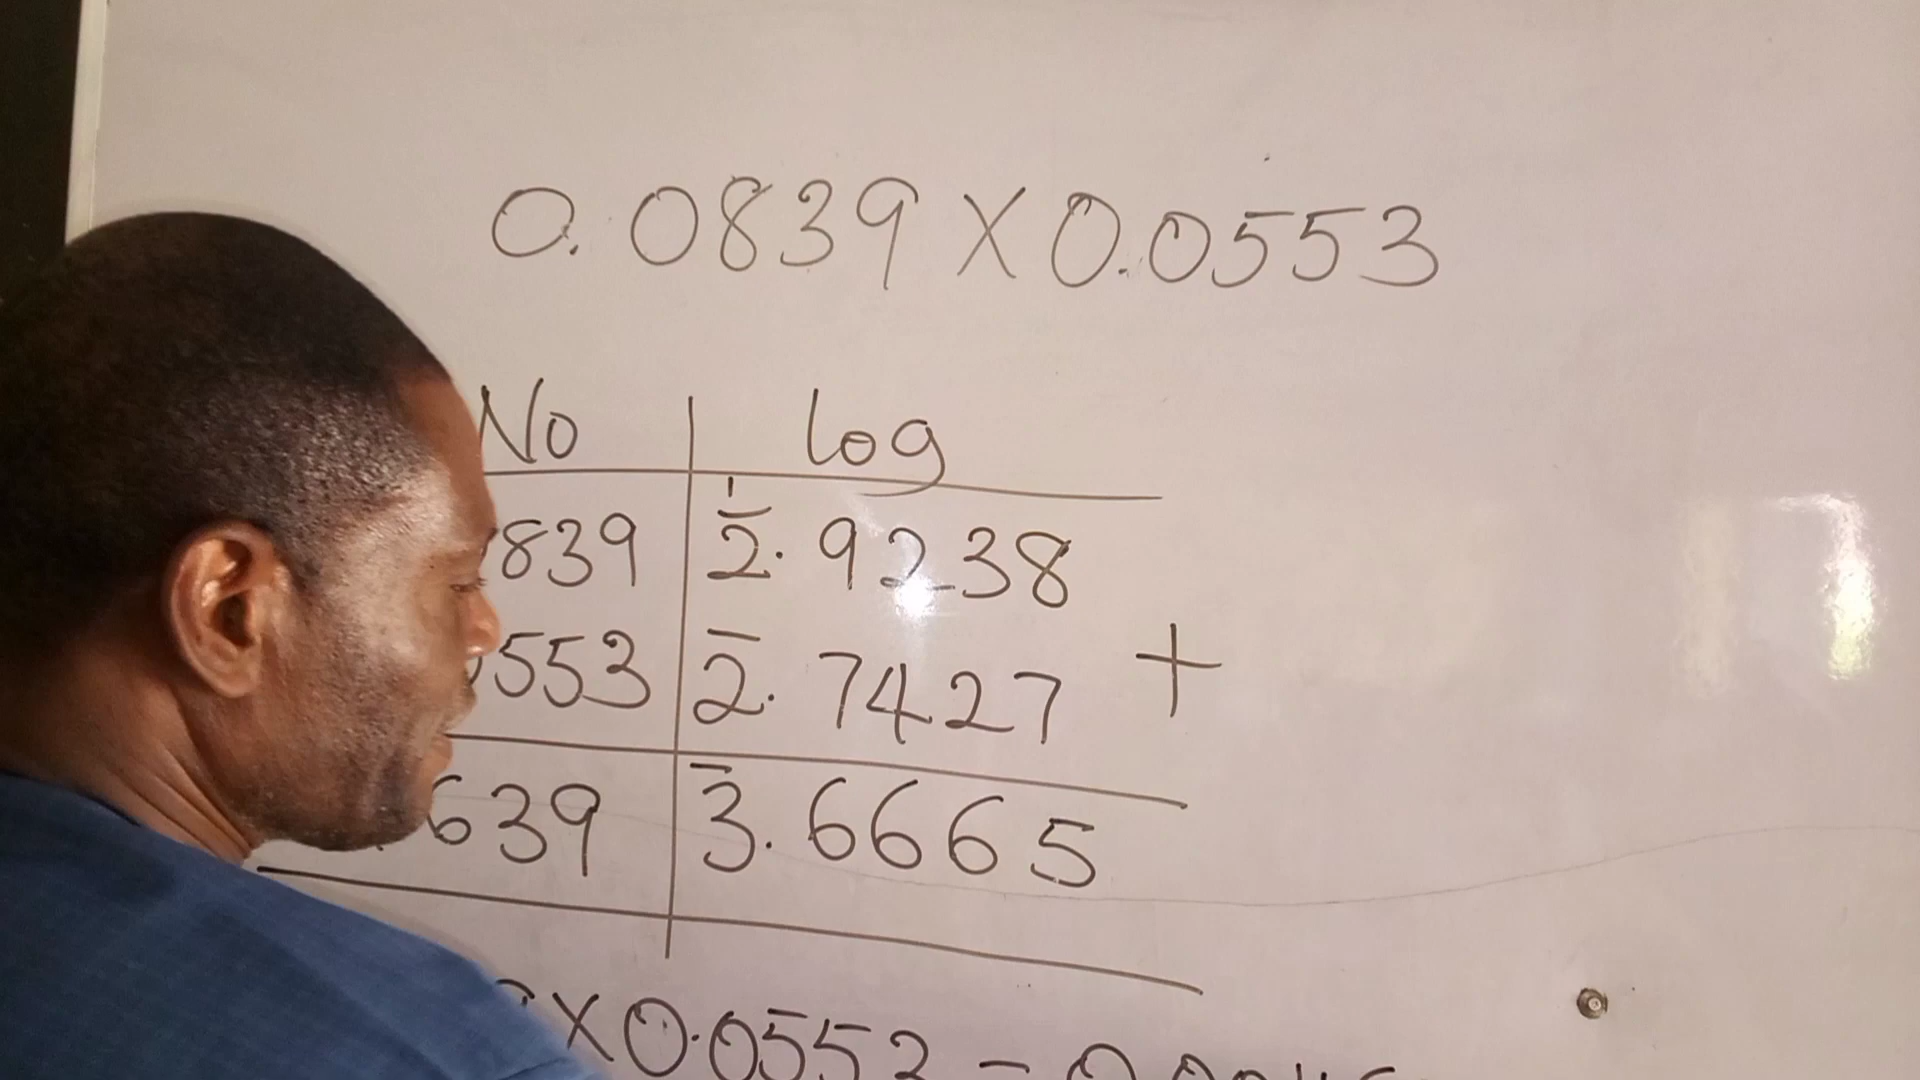 0.0839 X 0.0553
No log
839 2̄.9238
553 2̄.7427 +
639 3̄.6665
X 0.0553 =